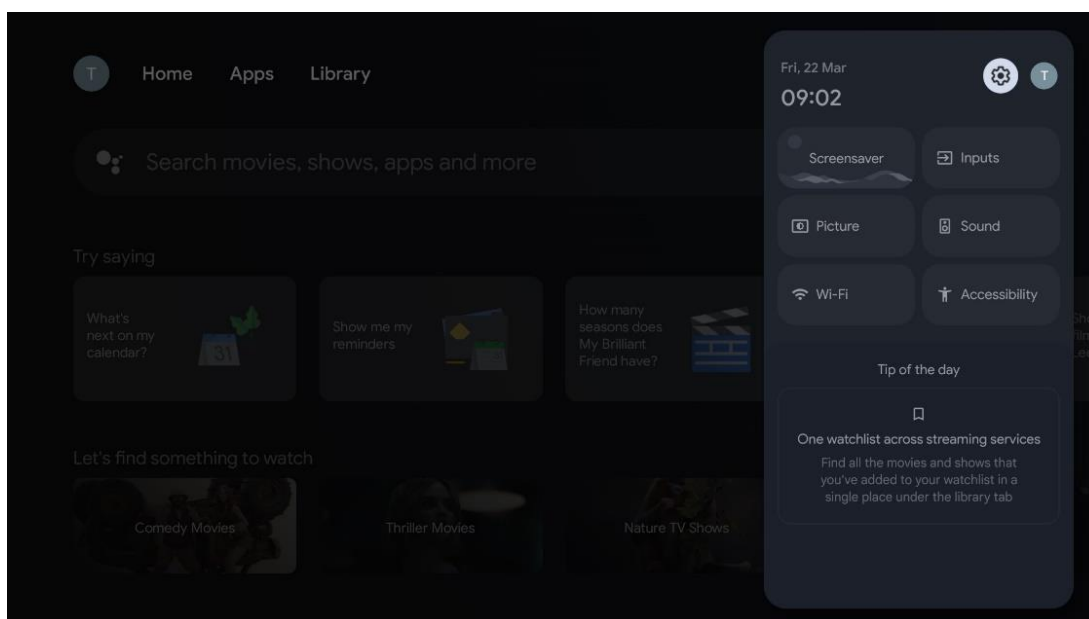 T
Home
Apps
Library
Search movies, shows, apps and more
Try saying
What's
next on my
calendar?
31
Show me my
reminders
How many
seasons does
My Brilliant
Friend have?
Let's find something to watch
Comedy Movies
Thriller Movies
Nature TV Shows
Fri, 22 Mar
09:02
T
Screensaver
Inputs
Picture
Sound
Wi-Fi
Accessibility
Tip of the day
One watchlist across streaming services
Find all the movies and shows that
you've added to your watchlist in a
single place under the library tab